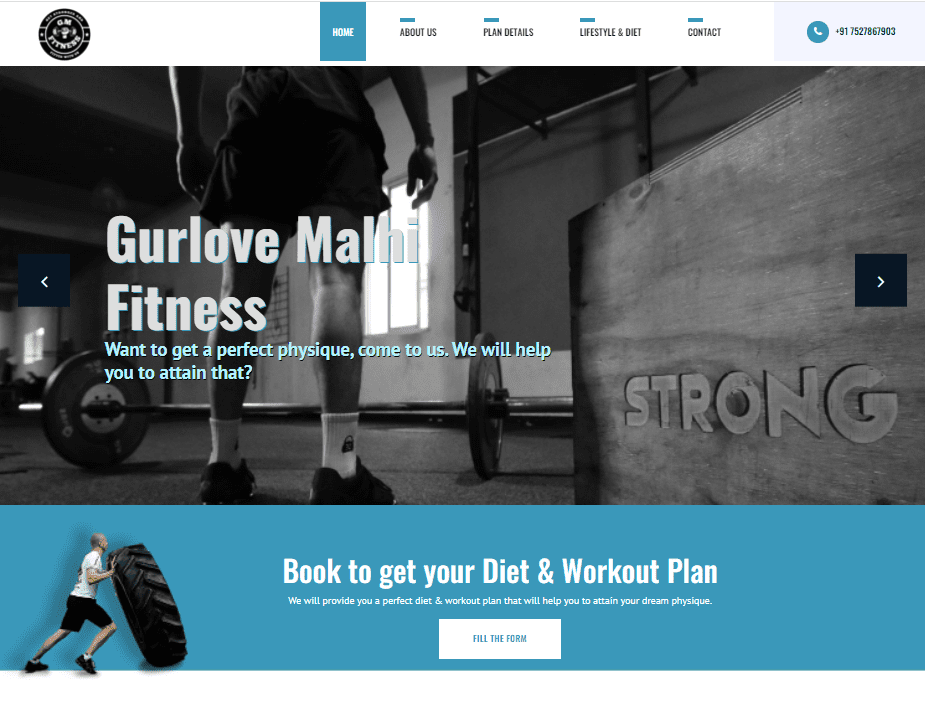 GM
FITNESS
HOME
ABOUT US
PLAN DETAILS
LIFESTYLE & DIET
CONTACT
+91 7527867903
Gurlove Malhi
Fitness
Want to get a perfect physique, come to us. We will help
you to attain that?
STRONG
Book to get your Diet & Workout Plan
We will provide you a perfect diet & workout plan that will help you to attain your dream physique.
FILL THE FORM